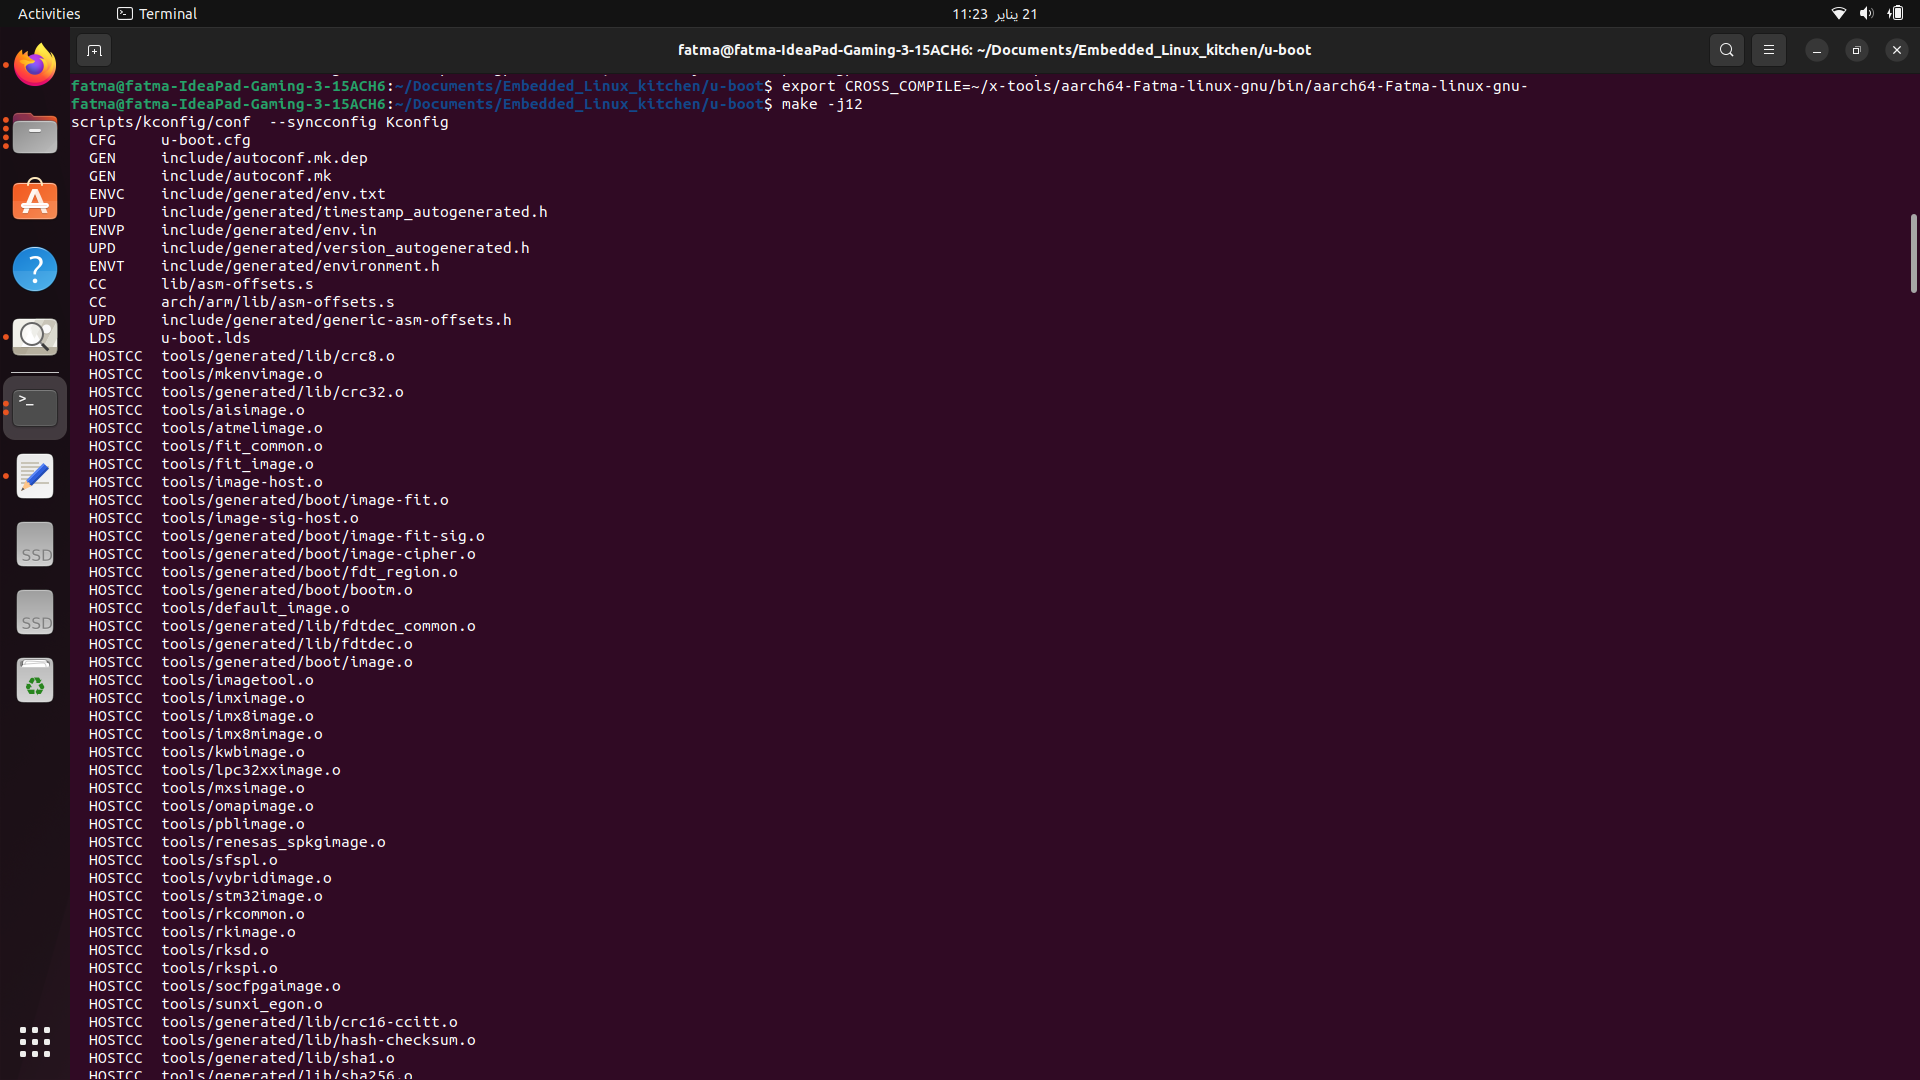 Activities
Terminal
21 يناير 11:23
fatma@fatma-IdeaPad-Gaming-3-15ACH6: ~/Documents/Embedded_Linux_kitchen/u-boot
fatma@fatma-IdeaPad-Gaming-3-15ACH6:~/Documents/Embedded_Linux_kitchen/u-boot$ export CROSS_COMPILE=~/x-tools/aarch64-Fatma-linux-gnu/bin/aarch64-Fatma-linux-gnu-
fatma@fatma-IdeaPad-Gaming-3-15ACH6:~/Documents/Embedded_Linux_kitchen/u-boot$ make -j12
scripts/kconfig/conf  --syncconfig Kconfig
  CFG     u-boot.cfg
  GEN     include/autoconf.mk.dep
  GEN     include/autoconf.mk
  ENVC    include/generated/env.txt
  UPD     include/generated/timestamp_autogenerated.h
  ENVP    include/generated/env.in
  UPD     include/generated/version_autogenerated.h
  ENVT    include/generated/environment.h
  CC      lib/asm-offsets.s
  CC      arch/arm/lib/asm-offsets.s
  UPD     include/generated/generic-asm-offsets.h
  LDS     u-boot.lds
  HOSTCC  tools/generated/lib/crc8.o
  HOSTCC  tools/mkenvimage.o
  HOSTCC  tools/generated/lib/crc32.o
  HOSTCC  tools/aisimage.o
  HOSTCC  tools/atmelimage.o
  HOSTCC  tools/fit_common.o
  HOSTCC  tools/fit_image.o
  HOSTCC  tools/image-host.o
  HOSTCC  tools/generated/boot/image-fit.o
  HOSTCC  tools/image-sig-host.o
  HOSTCC  tools/generated/boot/image-fit-sig.o
  HOSTCC  tools/generated/boot/image-cipher.o
  HOSTCC  tools/generated/boot/fdt_region.o
  HOSTCC  tools/generated/boot/bootm.o
  HOSTCC  tools/default_image.o
  HOSTCC  tools/generated/lib/fdtdec_common.o
  HOSTCC  tools/generated/lib/fdtdec.o
  HOSTCC  tools/generated/boot/image.o
  HOSTCC  tools/imagetool.o
  HOSTCC  tools/imximage.o
  HOSTCC  tools/imx8image.o
  HOSTCC  tools/imx8mimage.o
  HOSTCC  tools/kwbimage.o
  HOSTCC  tools/lpc32xximage.o
  HOSTCC  tools/mxsimage.o
  HOSTCC  tools/omapimage.o
  HOSTCC  tools/pblimage.o
  HOSTCC  tools/renesas_spkgimage.o
  HOSTCC  tools/sfspl.o
  HOSTCC  tools/vybridimage.o
  HOSTCC  tools/stm32image.o
  HOSTCC  tools/rkcommon.o
  HOSTCC  tools/rkimage.o
  HOSTCC  tools/rksd.o
  HOSTCC  tools/rkspi.o
  HOSTCC  tools/socfpgaimage.o
  HOSTCC  tools/sunxi_egon.o
  HOSTCC  tools/generated/lib/crc16-ccitt.o
  HOSTCC  tools/generated/lib/hash-checksum.o
  HOSTCC  tools/generated/lib/sha1.o
  HOSTCC  tools/generated/lib/sha256.o
SSD
SSD